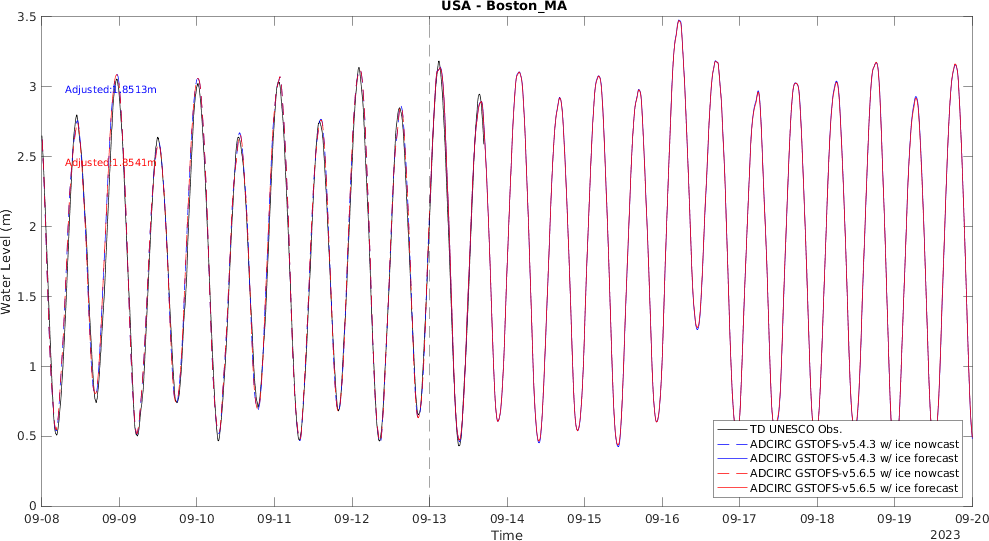 USA - Boston_MA
3.5
3
2.5
2
1.5
1
0.5
0
Water Level (m)
Adjusted:1.8513m
Adjusted:1.8541m
TD UNESCO Obs.
ADCIRC GSTOFS-v5.4.3 w/ ice nowcast
ADCIRC GSTOFS-v5.4.3 w/ ice forecast
ADCIRC GSTOFS-v5.6.5 w/ ice nowcast
ADCIRC GSTOFS-v5.6.5 w/ ice forecast
09-08 09-09 09-10 09-11 09-12 09-13 09-14 09-15 09-16 09-17 09-18 09-19 09-20
Time
2023